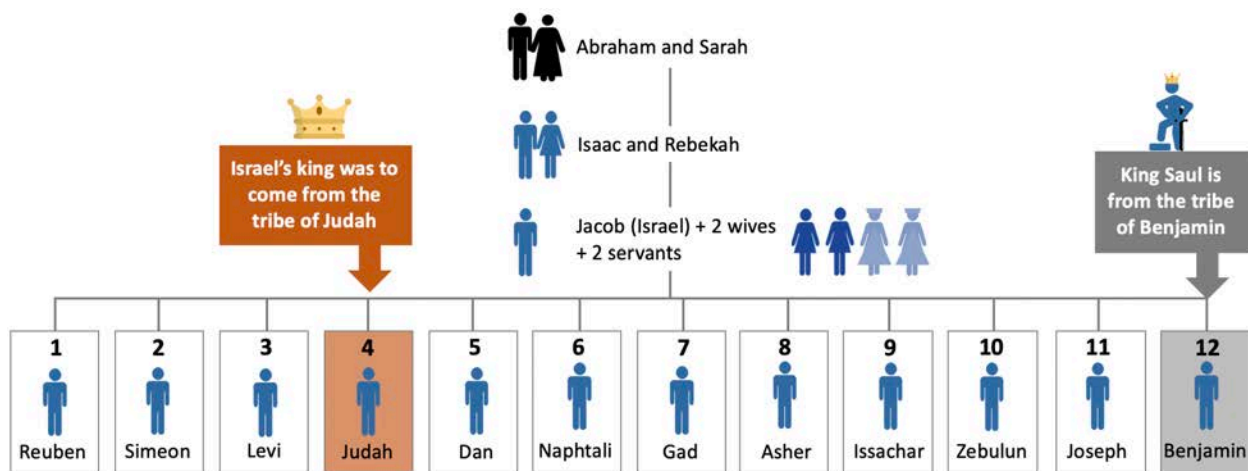 Abraham and Sarah
Isaac and Rebekah
Israel’s king was to
come from the
tribe of Judah
King Saul is
from the tribe
of Benjamin
Jacob (Israel) + 2 wives
+ 2 servants
1
Reuben
2
Simeon
3
Levi
4
Judah
5
Dan
6
Naphtali
7
Gad
8
Asher
9
Issachar
10
Zebulun
11
Joseph
12
Benjamin